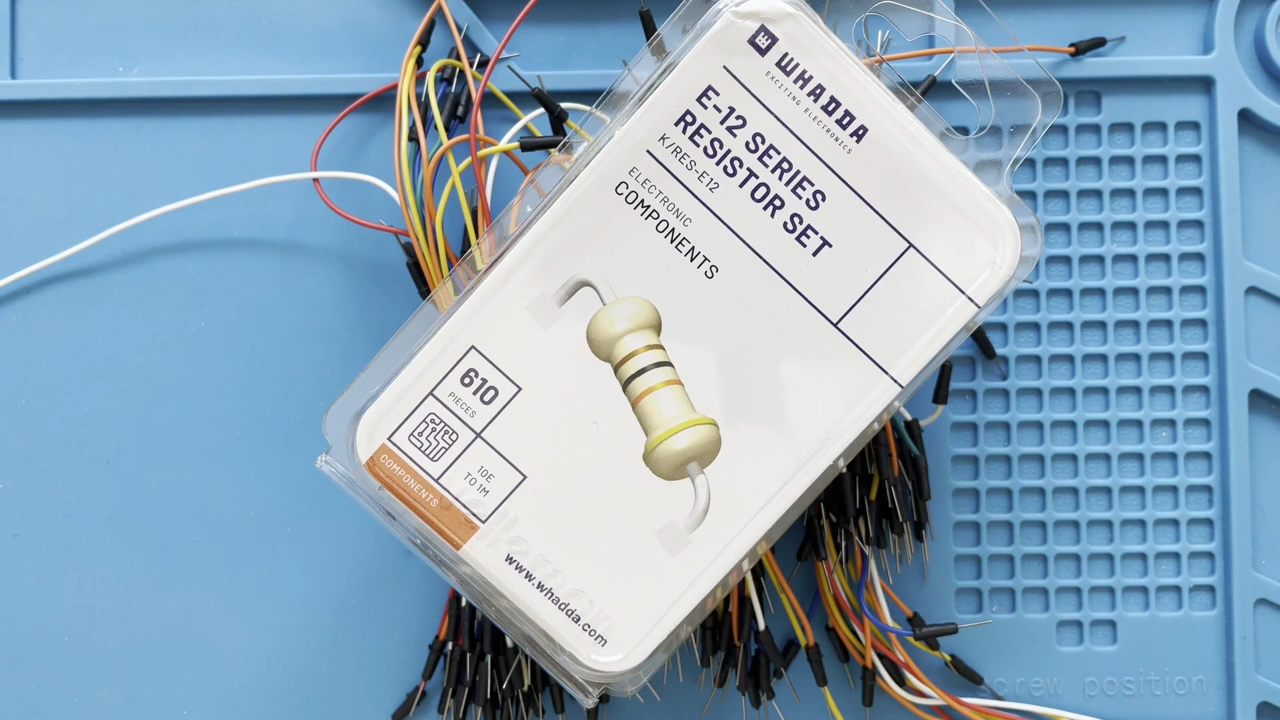 WHADDA
EXCITING ELECTRONICS
E-12 SERIES
RESISTOR SET
K/RES-E12
ELECTRONIC
COMPONENTS
610
PIECES
10E
TO 1M
COMPONENTS
www.whadda.com
screw position